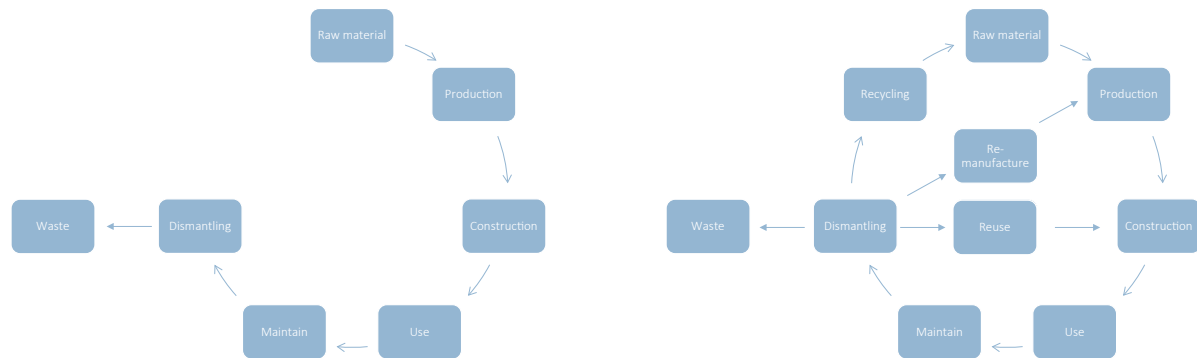 Raw material
Production
Construction
Use
Maintain
Dismantling
Waste
Raw material
Production
Construction
Use
Maintain
Dismantling
Waste
Recycling
Re-
manufacture
Reuse